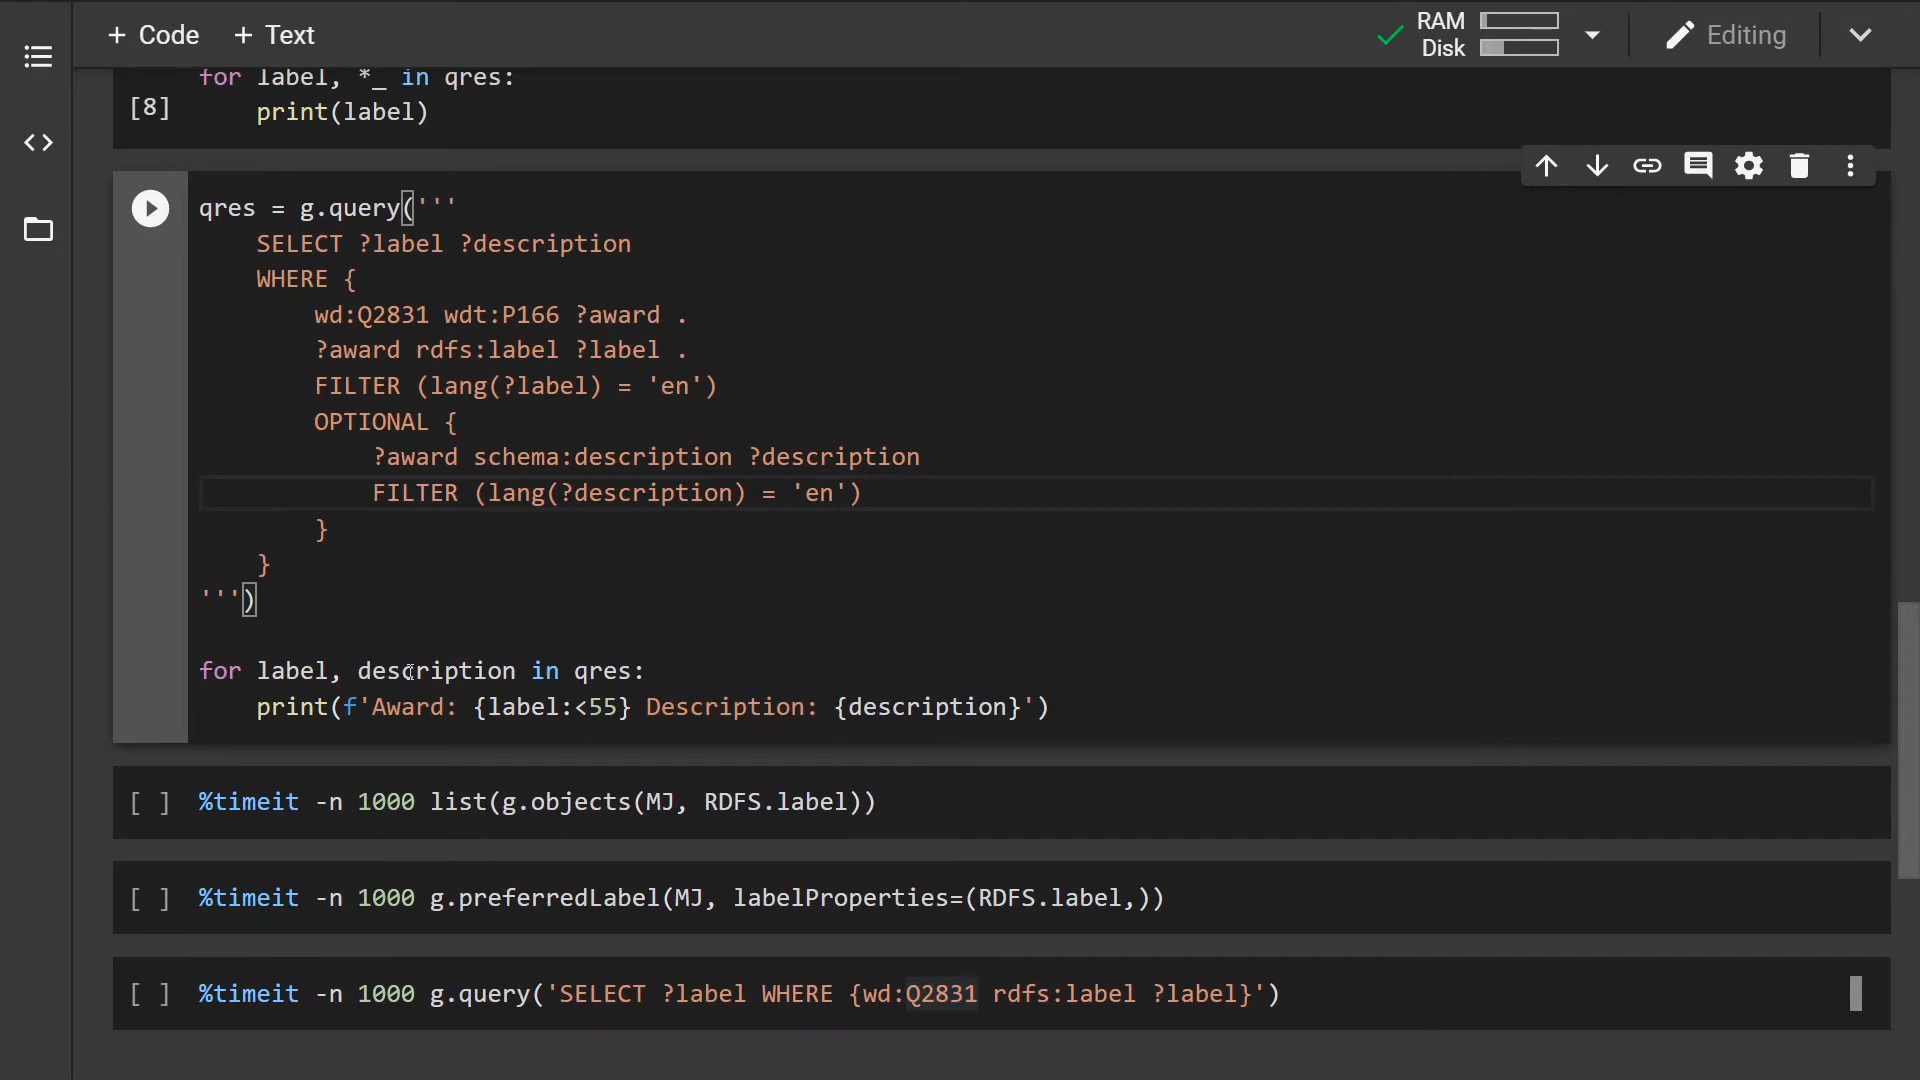 + Code + Text
RAM
Disk
Editing
for label, *_ in qres:
[8]
print(label)
qres = g.query('''
SELECT ?label ?description
WHERE {
wd:Q2831 wdt:P166 ?award .
?award rdfs:label ?label .
FILTER (lang(?label) = 'en')
OPTIONAL {
?award schema:description ?description
FILTER (lang(?description) = 'en')
}
}
''')
for label, description in qres:
print(f'Award: {label:<55} Description: {description}')
[ ] %timeit -n 1000 list(g.objects(MJ, RDFS.label))
[ ] %timeit -n 1000 g.preferredLabel(MJ, labelProperties=(RDFS.label,))
[ ] %timeit -n 1000 g.query('SELECT ?label WHERE {wd:Q2831 rdfs:label ?label}')